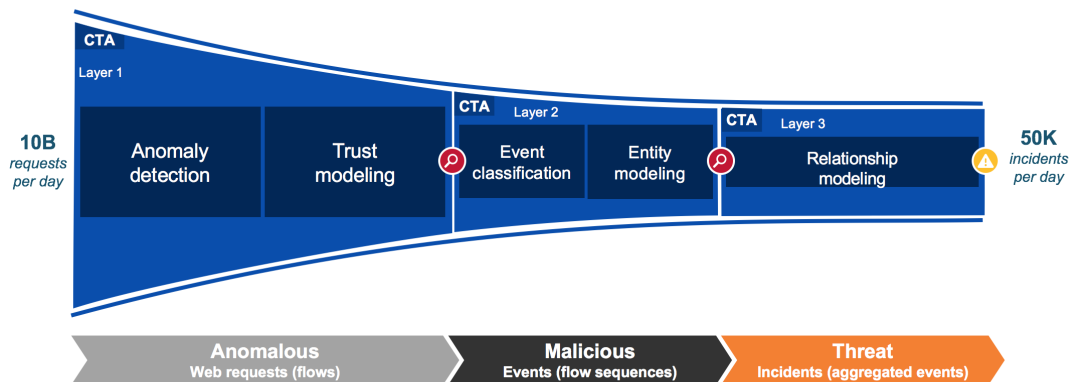 CTA
Layer 1
10B
requests
per day
Anomaly
detection
Trust
modeling
CTA
Layer 2
Event
classification
Entity
modeling
CTA
Layer 3
Relationship
modeling
50K
incidents
per day
Anomalous
Web requests (flows)
Malicious
Events (flow sequences)
Threat
Incidents (aggregated events)